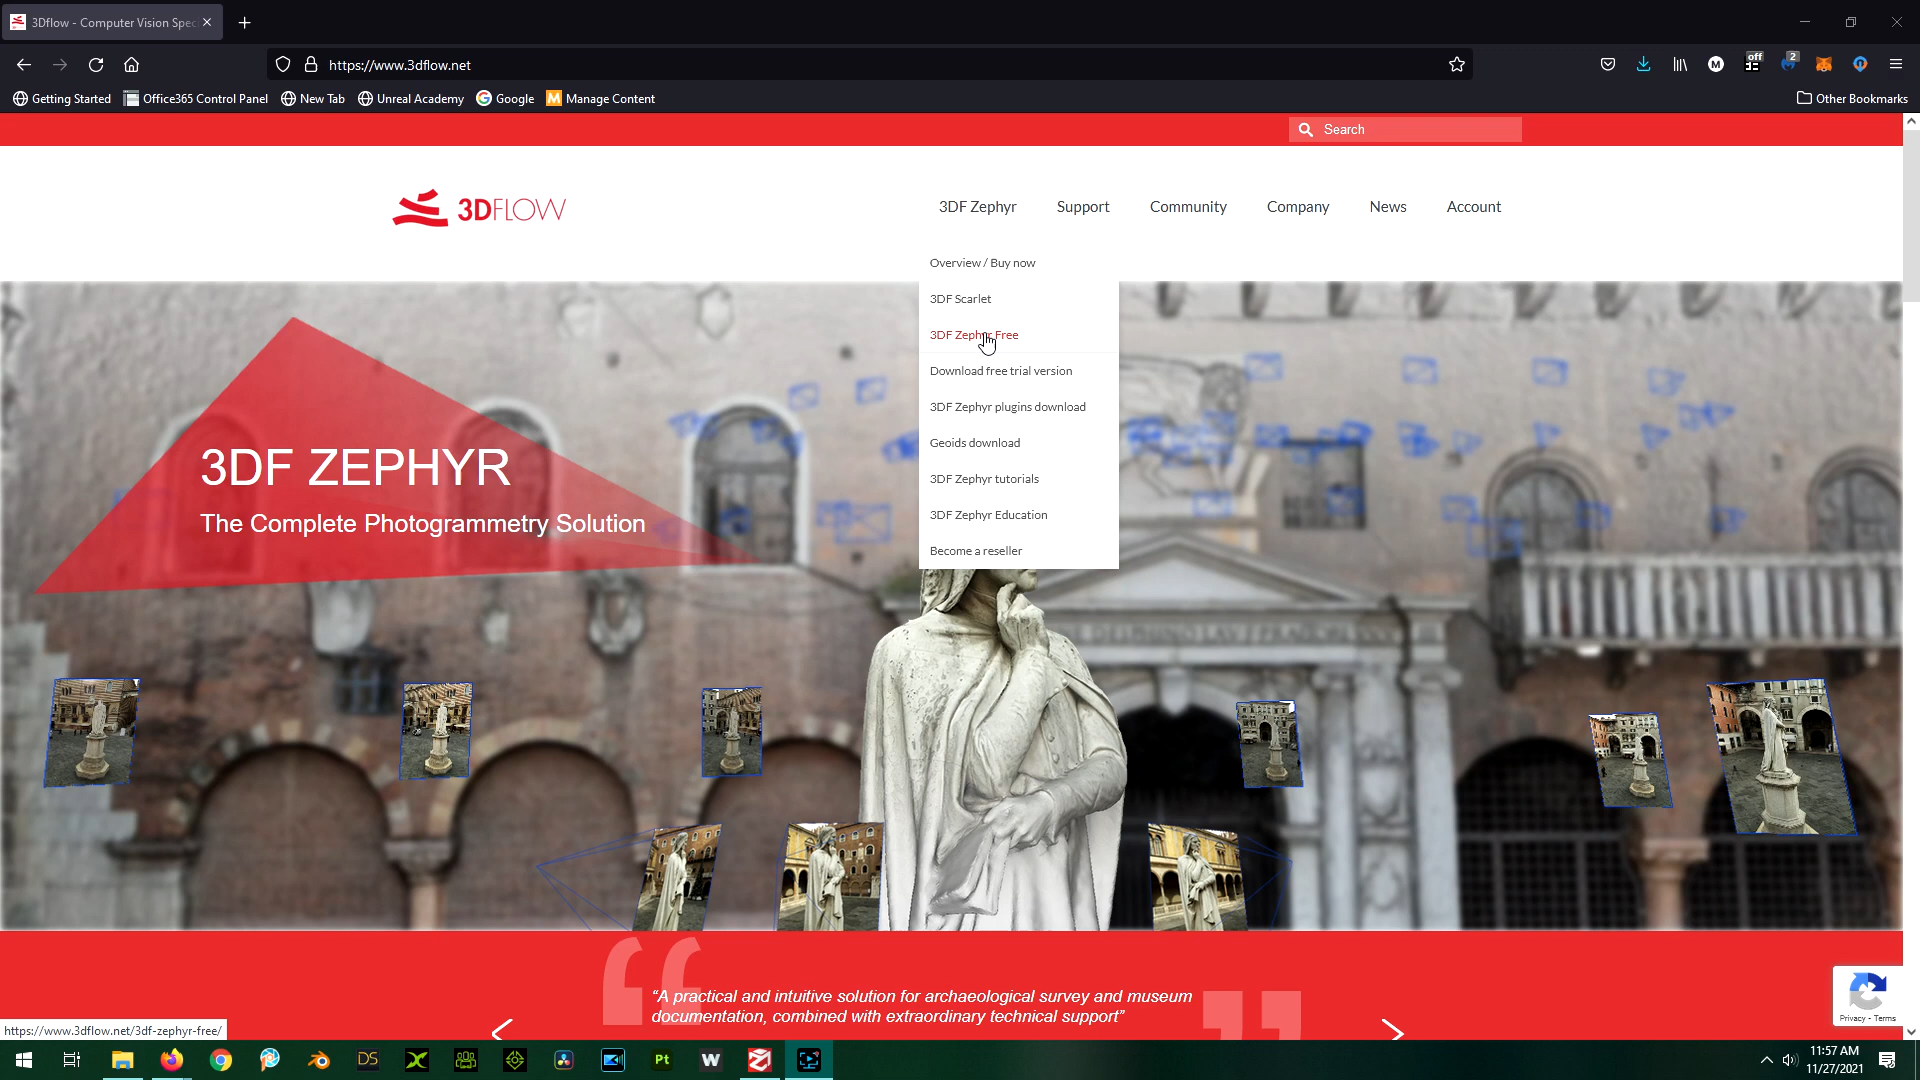 3Dflow - Computer Vision Spec
https://www.3dflow.net
off
2
Getting Started
Office365 Control Panel
New Tab
Unreal Academy
Google
Manage Content
Other Bookmarks
Search
3DFLOW
3DF Zephyr
Support
Community
Company
News
Account
Overview / Buy now
3DF Scarlet
3DF Zephyr Free
Download free trial version
3DF Zephyr plugins download
Geoids download
3DF Zephyr tutorials
3DF Zephyr Education
Become a reseller
3DF ZEPHYR
The Complete Photogrammetry Solution
“A practical and intuitive solution for archaeological survey and museum
documentation, combined with extraordinary technical support”
Privacy - Terms
https://www.3dflow.net/3df-zephyr-free/
DS
Pt
W
11:57 AM
11/27/2021